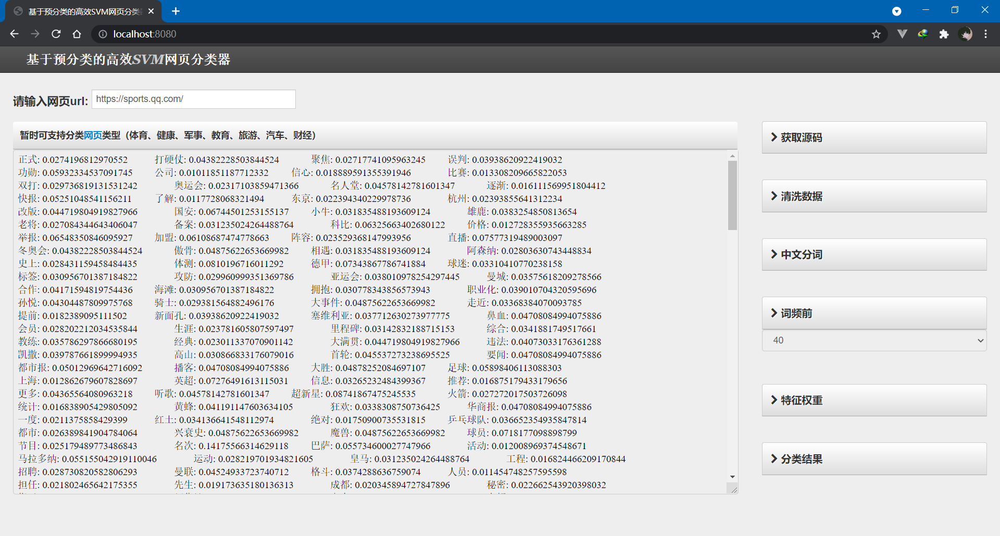 基于预分类的高效SVM网页分类
localhost:8080
基于预分类的高效SVM网页分类器
请输入网页url: https://sports.qq.com/
暂时可支持分类网页类型（体育、健康、军事、教育、旅游、汽车、财经）
正式: 0.0274196812970552 打硬仗: 0.04382228503844524 聚焦: 0.02717741095963245 误判: 0.03938620922419032
功勋: 0.05932334537091745 公司: 0.01011851187712332 信心: 0.018889591355391946 比赛: 0.013308209665822053
双打: 0.029736819131531242 奥运会: 0.02317103859471366 名人堂: 0.04578142781601347 逐渐: 0.016111569951804412
快报: 0.05251048541156211 了解: 0.0117728068321494 东京: 0.022394340229978736 杭州: 0.02393855641312234
改版: 0.044719804919827966 国安: 0.06744501253155137 小牛: 0.031835488193609124 雄鹿: 0.0383254850813654
老将: 0.027084344643406047 备案: 0.031235024264488764 科比: 0.06325663402680122 价格: 0.012728355935663285
举报: 0.06548350846095927 加盟: 0.06108687474778663 阵容: 0.023529368147993956 直播: 0.07577319489003097
冬奥会: 0.04382228503844524 傲骨: 0.04875622653669982 相遇: 0.031835488193609124 阿森纳: 0.02803630743448834
史上: 0.028431159458484435 体测: 0.0810196716011292 德甲: 0.07343867786741884 球迷: 0.03310410770238158
标签: 0.030956701387184822 攻防: 0.029960999351369786 亚运会: 0.038010978254297445 曼城: 0.03575618209278566
合作: 0.04171594819754436 海滩: 0.030956701387184822 拥抱: 0.030778343856573943 职业化: 0.039010704320595696
孙悦: 0.04304487809975768 骑士: 0.029381564882496176 大事件: 0.04875622653669982 走近: 0.03368384070093785
提前: 0.0182389095111502 新面孔: 0.03938620922419032 塞维利亚: 0.037712630273977775 鼻血: 0.04708084994075886
会员: 0.028202212034535844 生涯: 0.023781605807597497 里程碑: 0.03142832188715153 综合: 0.0341881749517661
教练: 0.035786297866680195 经典: 0.023011337070901142 大满贯: 0.044719804919827966 违法: 0.04073033176361288
凯撒: 0.039787661899994935 高山: 0.030866833176079016 首轮: 0.045537273238695525 要闻: 0.04708084994075886
都市报: 0.05012969642716092 播客: 0.04708084994075886 大胜: 0.04878252084697107 足球: 0.05898406113088303
上海: 0.012862679607828697 英超: 0.07276491613115031 信息: 0.03265232484399367 推荐: 0.016875179433179656
更多: 0.04365564080963218 听歌: 0.04578142781601347 超新星: 0.08741867475245535 火箭: 0.027272017503726098
统计: 0.016838905429805092 黄蜂: 0.041191147603634105 狂欢: 0.0338308750736425 华商报: 0.04708084994075886
一度: 0.0211375858429399 红土: 0.034136641548112974 绝对: 0.01750900735531815 乒乓球队: 0.036652354935847814
都市: 0.026389841904784064 兴衰史: 0.04875622653669982 魔兽: 0.04875622653669982 球员: 0.0718177098898799
节目: 0.025179489773486843 名次: 0.14175566314629118 巴萨: 0.055734600027747966 活动: 0.012008969374548671
马拉多纳: 0.055155042919110046 运动: 0.028219701934821605 皇马: 0.031235024264488764 工程: 0.016824466209170844
招聘: 0.028730820582806293 曼联: 0.04524933723740712 格斗: 0.0374288636759074 人员: 0.011454748257595598
担任: 0.021802465642175355 先生: 0.019173635180136313 成都: 0.020345894727847896 秘密: 0.022662543920398032
获取源码
清洗数据
中文分词
词频前
40
特征权重
分类结果